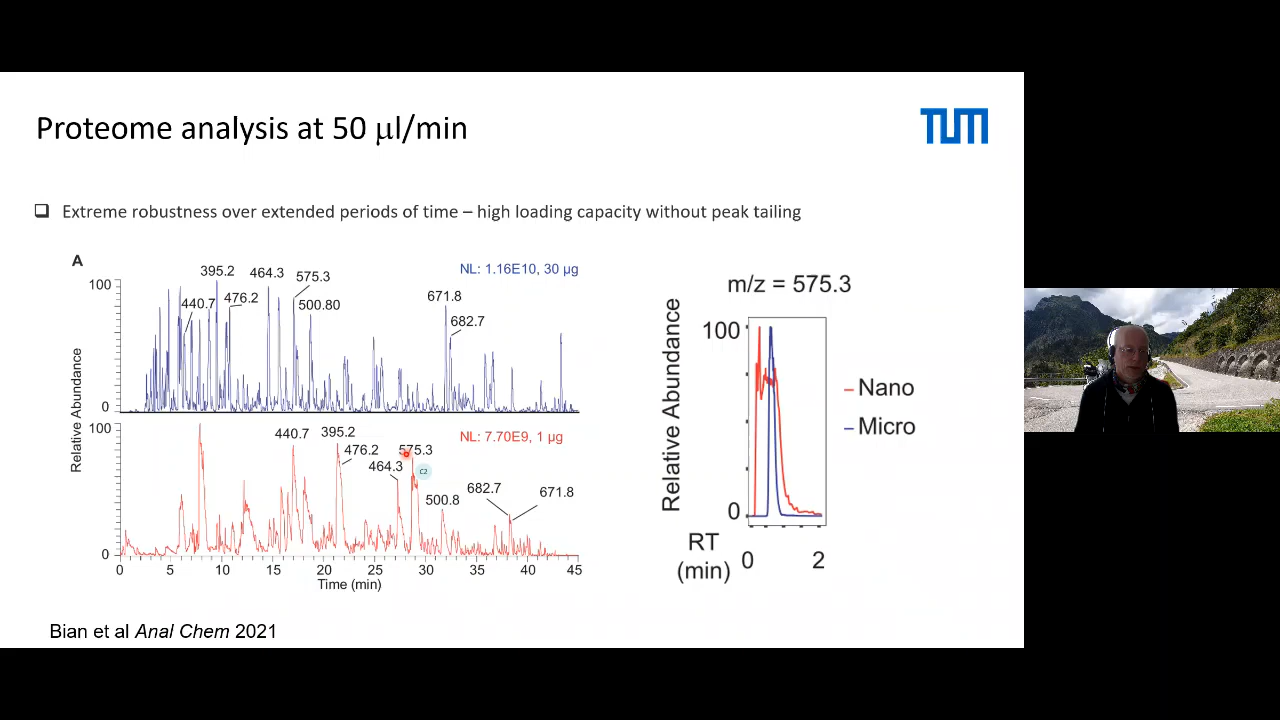 Proteome analysis at 50 μl/min
TUM
Extreme robustness over extended periods of time – high loading capacity without peak tailing
A
NL: 1.16E10, 30 μg
100
395.2
464.3
575.3
440.7
476.2
500.80
671.8
682.7
0
Relative Abundance
100
NL: 7.70E9, 1 μg
440.7
395.2
476.2
575.3
464.3
C2
500.8
682.7
671.8
0
0 5 10 15 20 25 30 35 40 45
Time (min)
m/z = 575.3
100
Relative Abundance
0
Nano
Micro
RT
(min)
0 2
Bian et al Anal Chem 2021